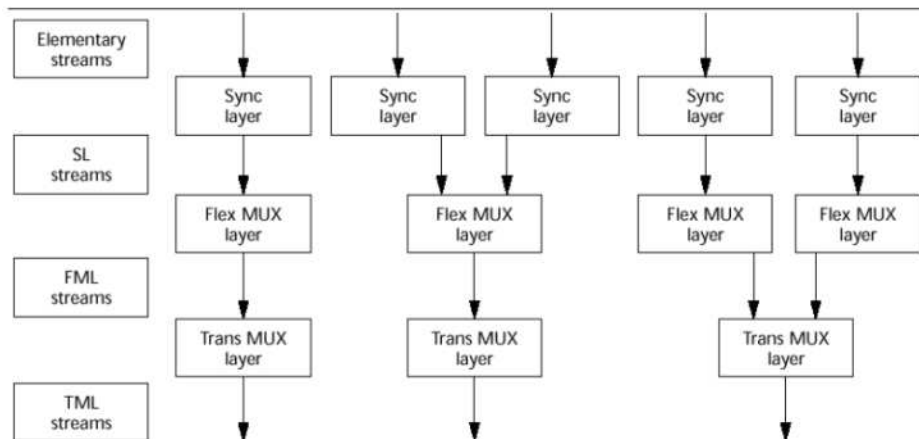 Elementary
streams
Sync
layer
Sync
layer
Sync
layer
Sync
layer
Sync
layer
SL
streams
Flex MUX
layer
Flex MUX
layer
Flex MUX
layer
Flex MUX
layer
FML
streams
Trans MUX
layer
Trans MUX
layer
Trans MUX
layer
TML
streams